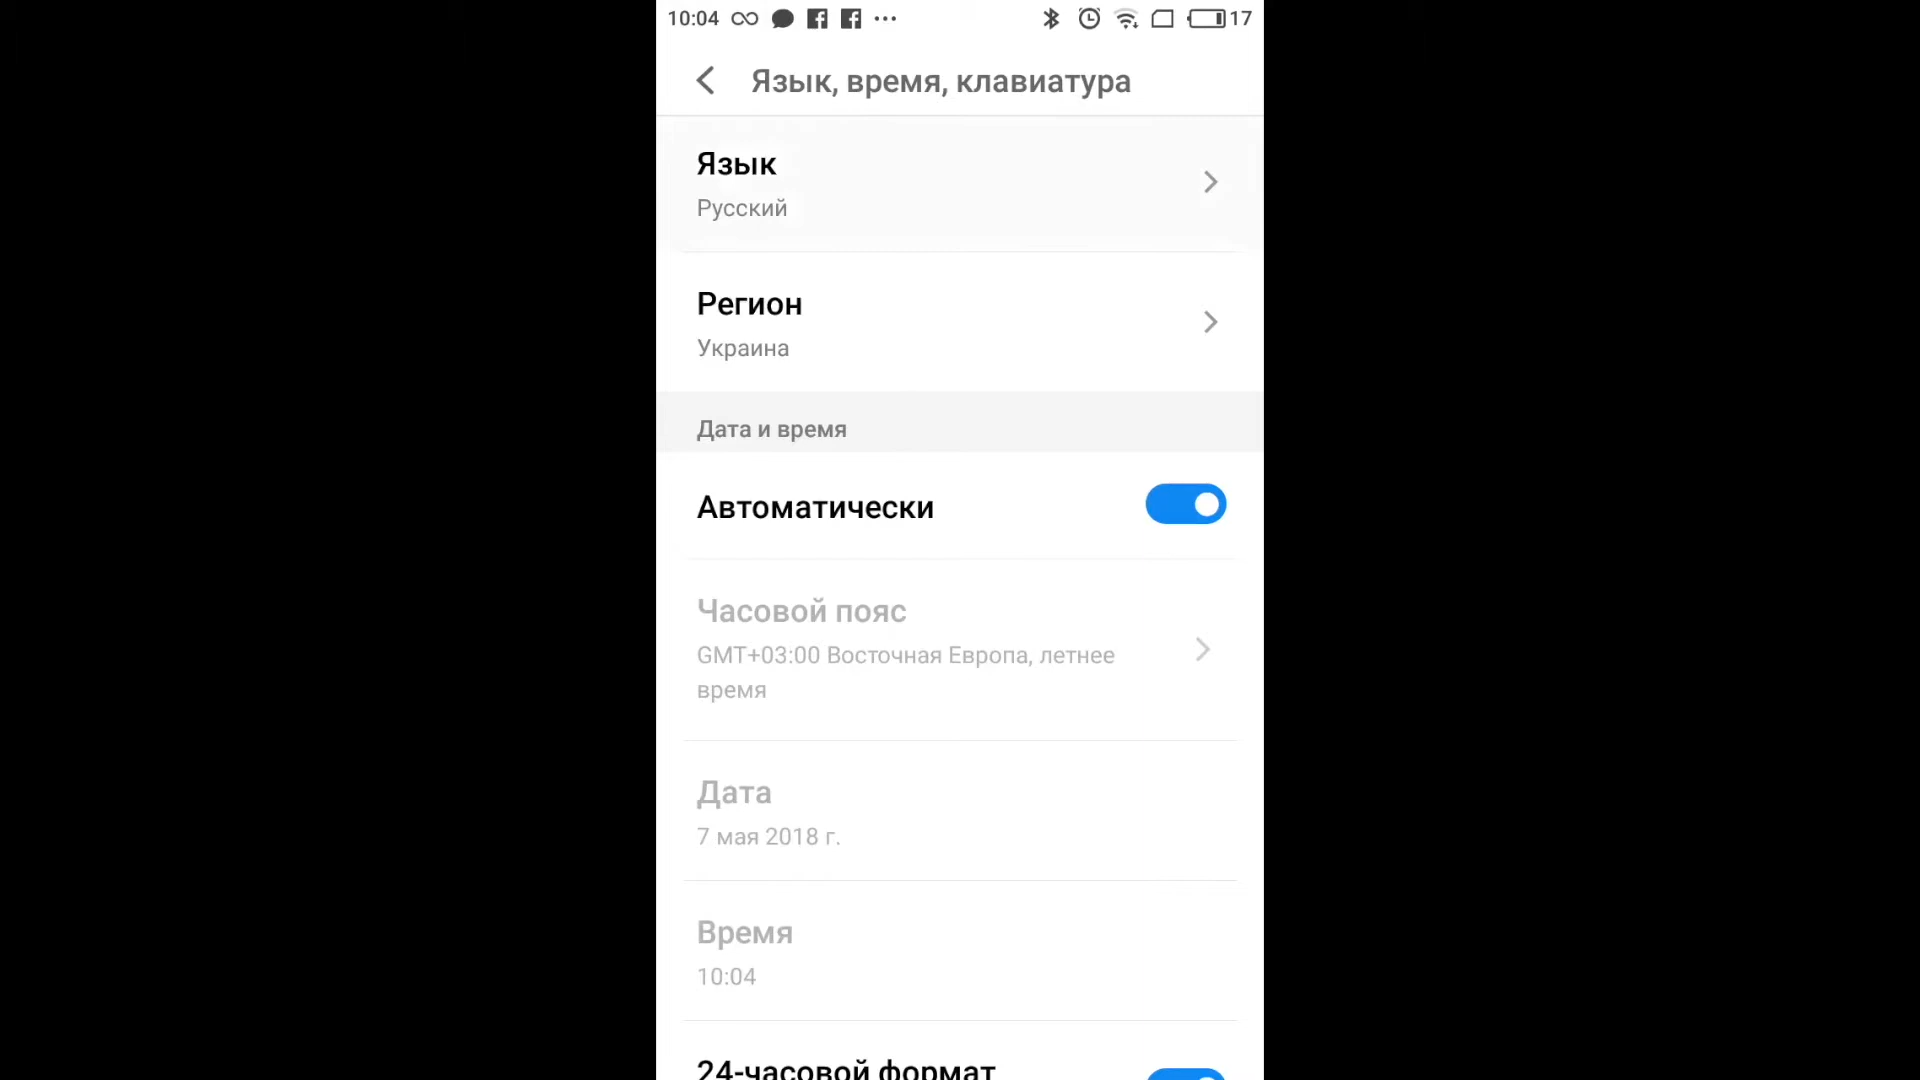 10:04 17
Язык, время, клавиатура
Язык
Русский
Регион
Украина
Дата и время
Автоматически
Часовой пояс
GMT+03:00 Восточная Европа, летнее
время
Дата
7 мая 2018 г.
Время
10:04
24-часовой формат